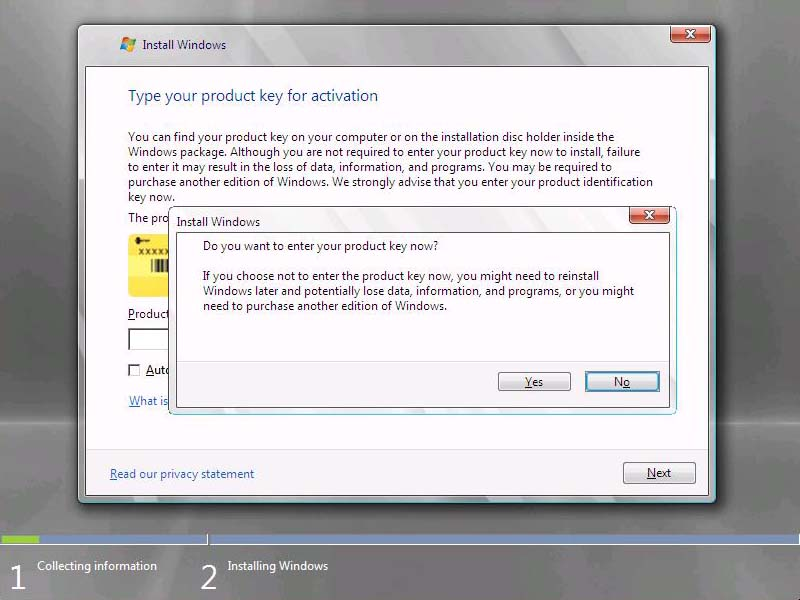 Install Windows
Type your product key for activation
You can find your product key on your computer or on the installation disc holder inside the
Windows package. Although you are not required to enter your product key now to install, failure
to enter it may result in the loss of data, information, and programs. You may be required to
purchase another edition of Windows. We strongly advise that you enter your product identification
key now.
The pro
Install Windows
Do you want to enter your product key now?
If you choose not to enter the product key now, you might need to reinstall
Windows later and potentially lose data, information, and programs, or you might
need to purchase another edition of Windows.
XXXXX
Product
Auto
Yes No
What is
Read our privacy statement
Next
1 Collecting information
2 Installing Windows